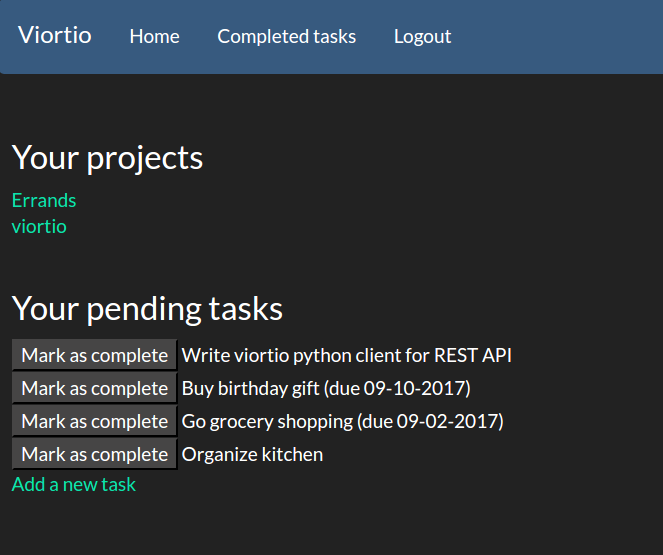 Viortio Home Completed tasks Logout
Your projects
Errands
viortio
Your pending tasks
Mark as complete Write viortio python client for REST API
Mark as complete Buy birthday gift (due 09-10-2017)
Mark as complete Go grocery shopping (due 09-02-2017)
Mark as complete Organize kitchen
Add a new task